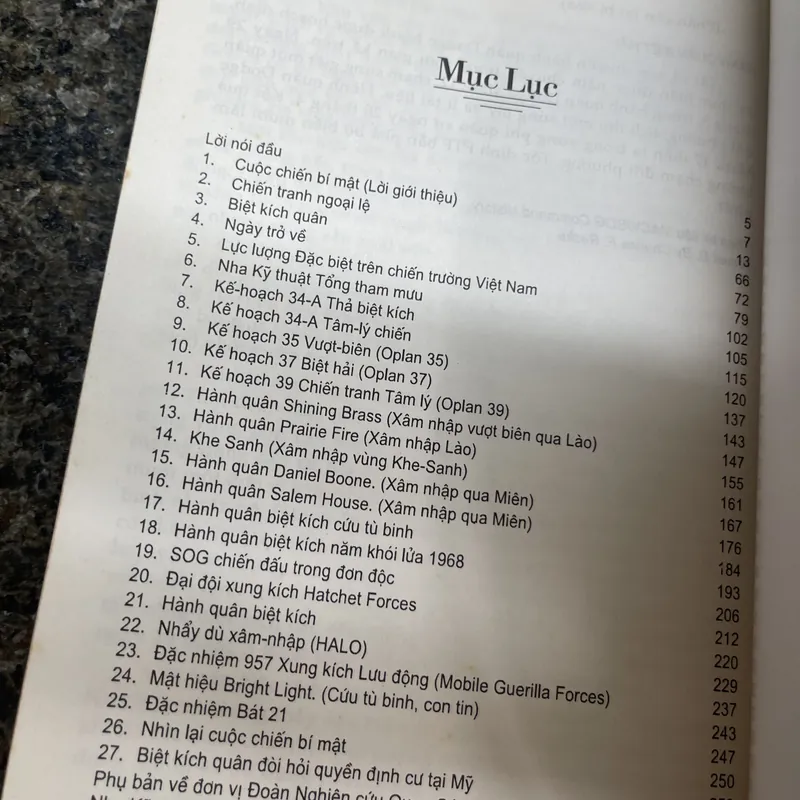 Mục Lục
Lời nói đầu 5
1. Cuộc chiến bí mật (Lời giới thiệu) 7
2. Chiến tranh ngoại lệ 13
3. Biệt kích quân 66
4. Ngày trở về 72
5. Lực lượng Đặc biệt trên chiến trường Việt Nam 79
6. Nha Kỹ thuật Tổng tham mưu 102
7. Kế-hoạch 34-A Thả biệt kích 105
8. Kế hoạch 34-A Tâm-lý chiến 115
9. Kế hoạch 35 Vượt-biên (Oplan 35) 120
10. Kế hoạch 37 Biệt hải (Oplan 37) 137
11. Kế hoạch 39 Chiến tranh Tâm lý (Oplan 39) 143
12. Hành quân Shining Brass (Xâm nhập vượt biên qua Lào) 147
13. Hành quân Prairie Fire (Xâm nhập Lào) 155
14. Khe Sanh (Xâm nhập vùng Khe-Sanh) 161
15. Hành quân Daniel Boone. (Xâm nhập qua Miên) 167
16. Hành quân Salem House. (Xâm nhập qua Miên) 176
17. Hành quân biệt kích cứu tù binh 184
18. Hành quân biệt kích năm khói lửa 1968 193
19. SOG chiến đấu trong đơn độc 206
20. Đại đội xung kích Hatchet Forces 212
21. Hành quân biệt kích 220
22. Nhẩy dù xâm-nhập (HALO) 229
23. Đặc nhiệm 957 Xung kích Lưu động (Mobile Guerilla Forces) 237
24. Mật hiệu Bright Light. (Cứu tù binh, con tin) 243
25. Đặc nhiệm Bát 21 247
26. Nhìn lại cuộc chiến bí mật 250
27. Biệt kích quân đòi hỏi quyền định cư tại Mỹ
Phụ bản về đơn vị Đoàn Nghiên cứu